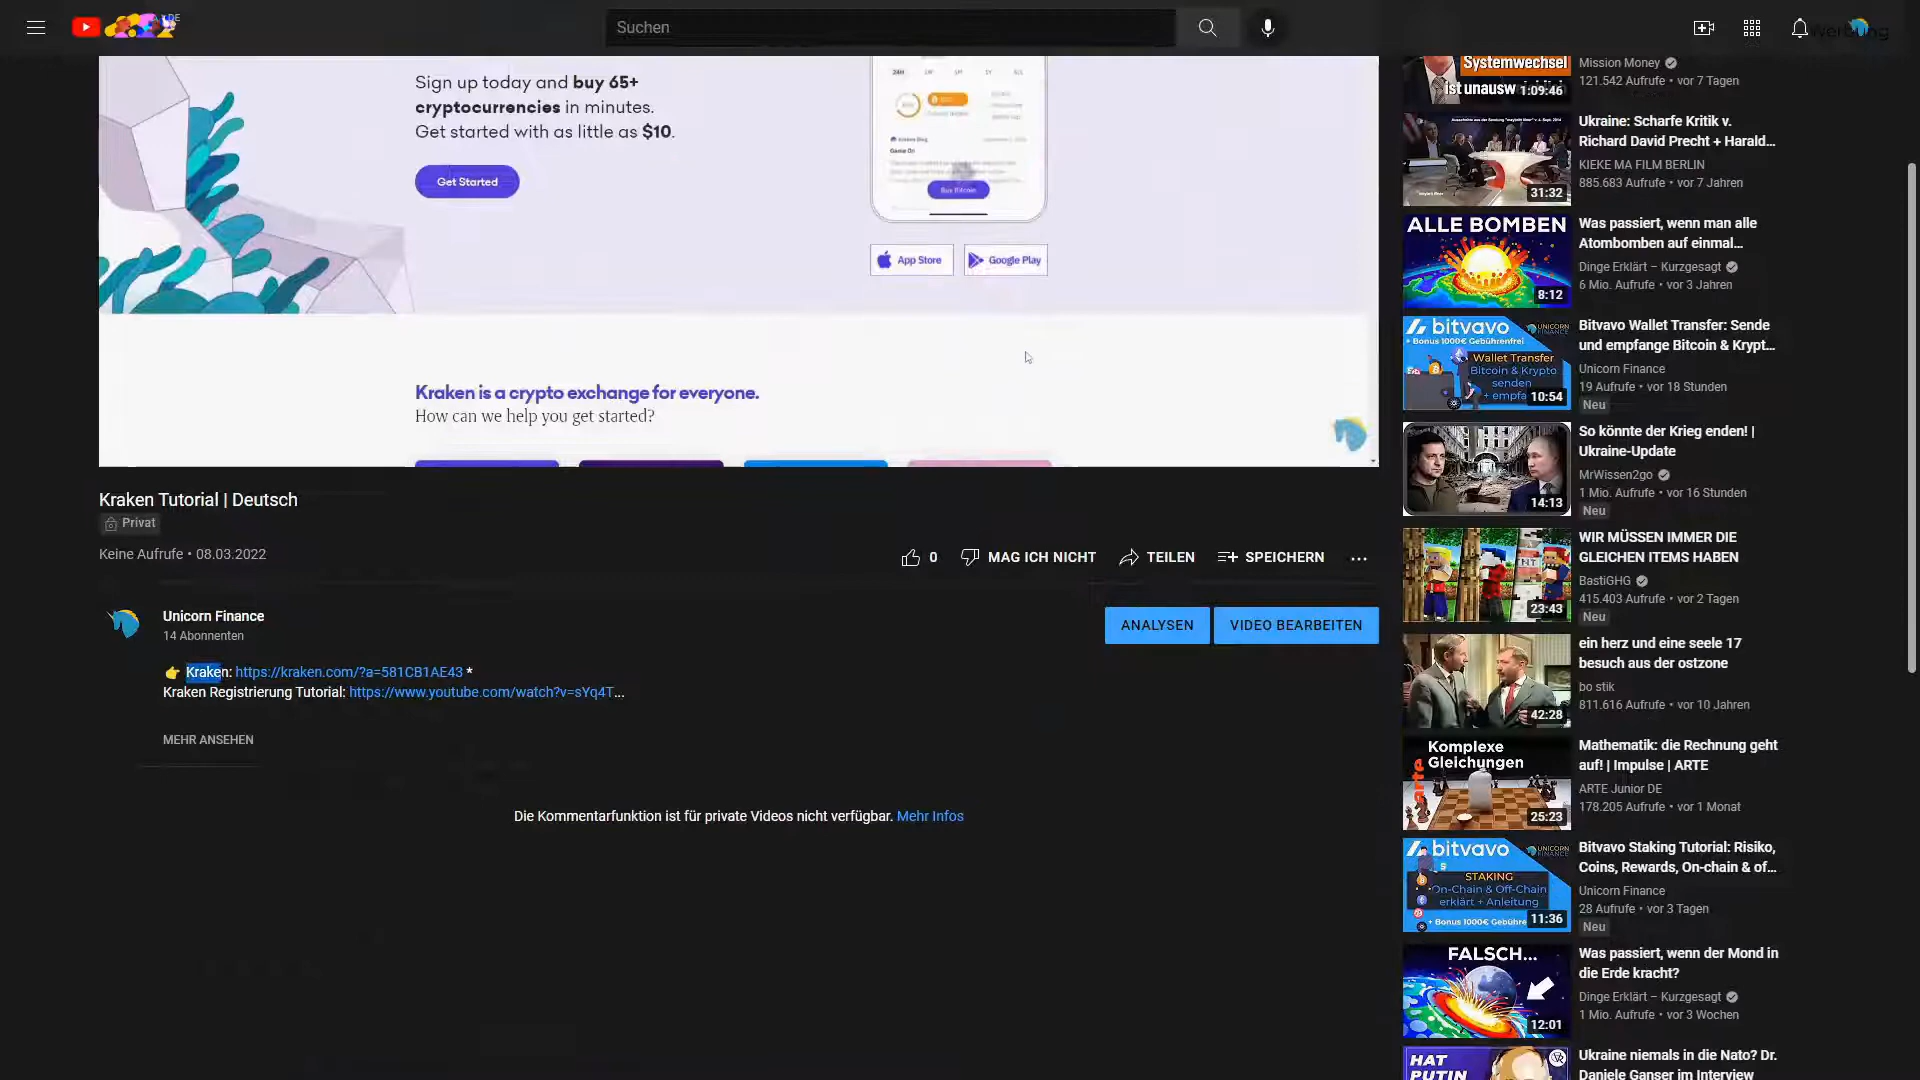 Suchen
Werbung
Sign up today and buy 65+
cryptocurrencies in minutes.
Get started with as little as $10.
Get Started
Buy Bitcoin
App Store
Google Play
Kraken is a crypto exchange for everyone.
How can we help you get started?
Kraken Tutorial | Deutsch
Privat
Keine Aufrufe • 08.03.2022
0
MAG ICH NICHT
TEILEN
SPEICHERN
Unicorn Finance
14 Abonnenten
ANALYSEN
VIDEO BEARBEITEN
Kraken: https://kraken.com/?a=581CB1AE43 *
Kraken Registrierung Tutorial: https://www.youtube.com/watch?v=sYq4T...
MEHR ANSEHEN
Die Kommentarfunktion ist für private Videos nicht verfügbar. Mehr Infos
Systemwechsel
ist unausw
1:09:46
Mission Money
121.542 Aufrufe • vor 7 Tagen
31:32
Ukraine: Scharfe Kritik v.
Richard David Precht + Harald...
KIEKE MA FILM BERLIN
885.683 Aufrufe • vor 7 Jahren
ALLE BOMBEN
8:12
Was passiert, wenn man alle
Atombomben auf einmal...
Dinge Erklärt – Kurzgesagt
6 Mio. Aufrufe • vor 3 Jahren
bitvavo
UNICORN
FINANCE
+ Bonus 1000€ Gebührenfrei
Wallet Transfer
Bitcoin & Krypto
senden
+ empfa
10:54
Bitvavo Wallet Transfer: Sende
und empfange Bitcoin & Krypt...
Unicorn Finance
19 Aufrufe • vor 18 Stunden
Neu
14:13
So könnte der Krieg enden! |
Ukraine-Update
MrWissen2go
1 Mio. Aufrufe • vor 16 Stunden
Neu
23:43
WIR MÜSSEN IMMER DIE
GLEICHEN ITEMS HABEN
BastiGHG
415.403 Aufrufe • vor 2 Tagen
Neu
42:28
ein herz und eine seele 17
besuch aus der ostzone
bo stik
811.616 Aufrufe • vor 10 Jahren
Komplexe
Gleichungen
arte
25:23
Mathematik: die Rechnung geht
auf! | Impulse | ARTE
ARTE Junior DE
178.205 Aufrufe • vor 1 Monat
bitvavo
UNICORN
FINANCE
STAKING
On-Chain & Off-Chain
erklärt + Anleitung
+ Bonus 1000€ Gebühre
11:36
Bitvavo Staking Tutorial: Risiko,
Coins, Rewards, On-chain & of...
Unicorn Finance
28 Aufrufe • vor 3 Tagen
Neu
FALSCH...
12:01
Was passiert, wenn der Mond in
die Erde kracht?
Dinge Erklärt – Kurzgesagt
1 Mio. Aufrufe • vor 3 Wochen
HAT
PUTIN
Ukraine niemals in die Nato? Dr.
Daniele Ganser im Interview